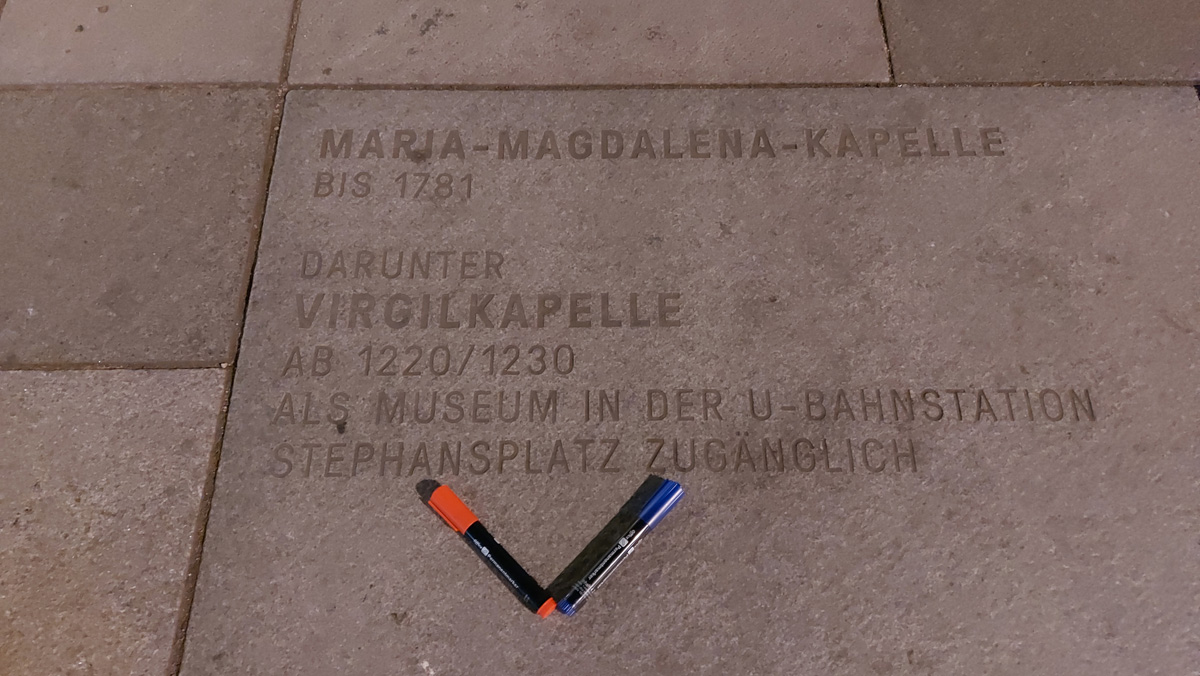 MARIA-MAGDALENA-KAPELLE
BIS 1781
DARUNTER
VIRGILKAPELLE
AB 1220/1230
ALS MUSEUM IN DER U-BAHNSTATION
STEPHANSPLATZ ZUGÄNGLICH